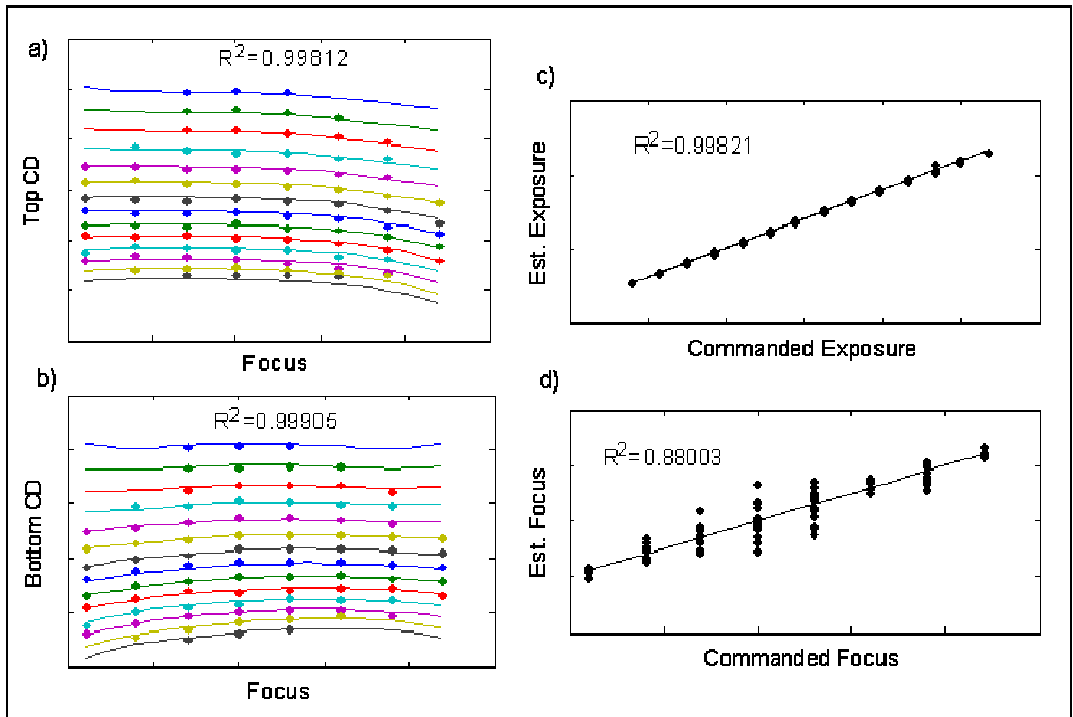 a)
R²=0.99812
Top CD
Focus
b)
R²=0.99905
Bottom CD
Focus
c)
R²=0.99821
Est. Exposure
Commanded Exposure
d)
R²=0.88003
Est. Focus
Commanded Focus